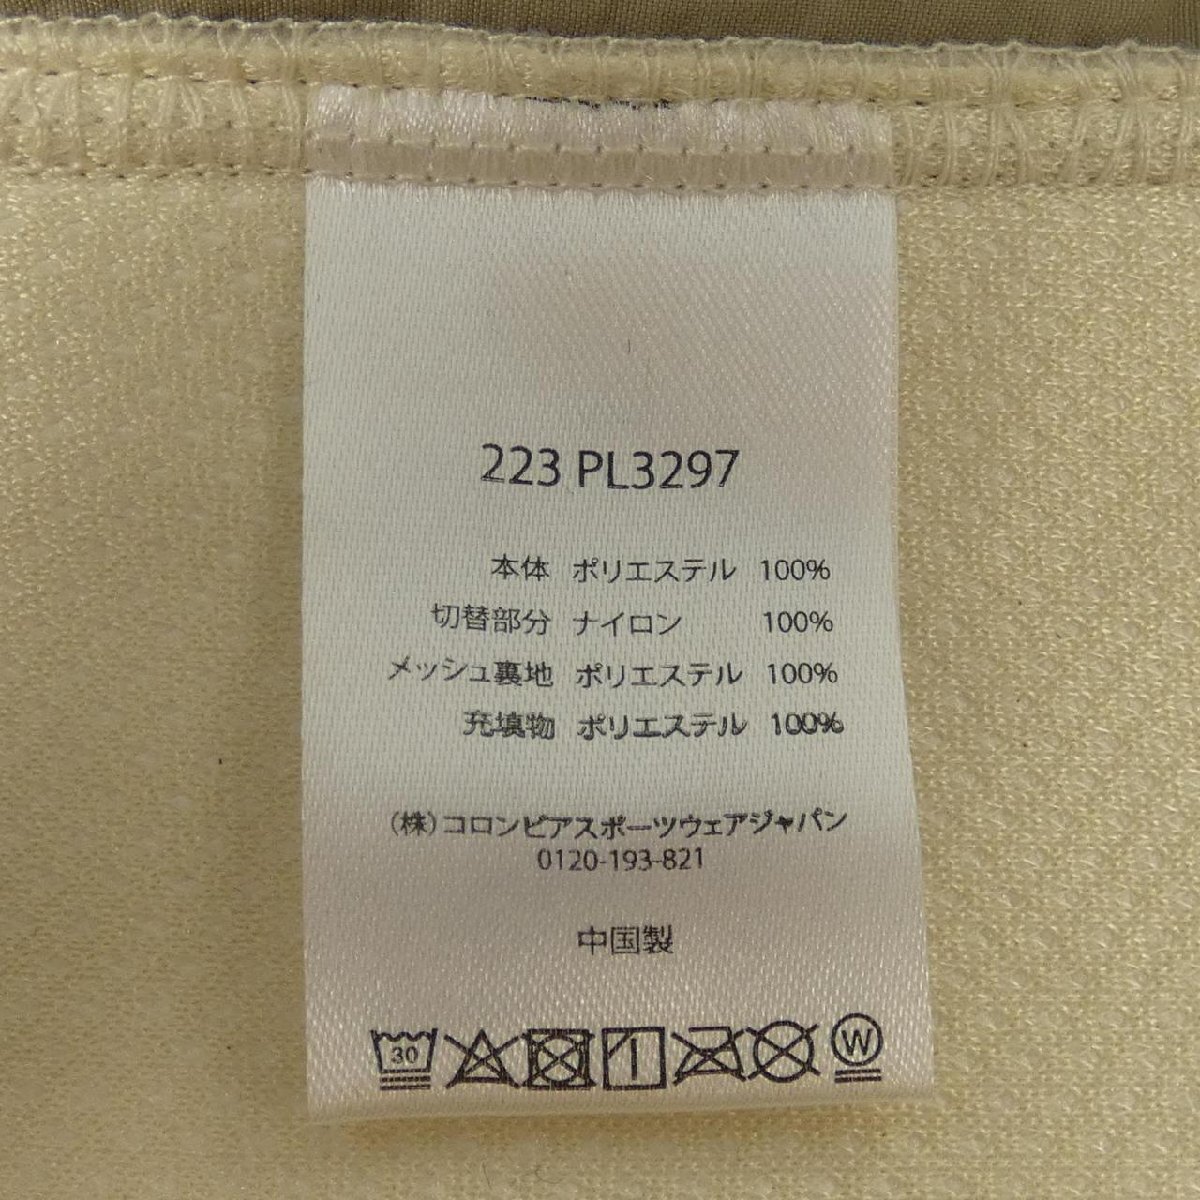 223 PL3297
本体 ポリエステル 100%
切替部分 ナイロン 100%
メッシュ裏地 ポリエステル 100%
充填物 ポリエステル 100%
(株)コロンビアスポーツウェアジャパン
0120-193-821
中国製
30 W